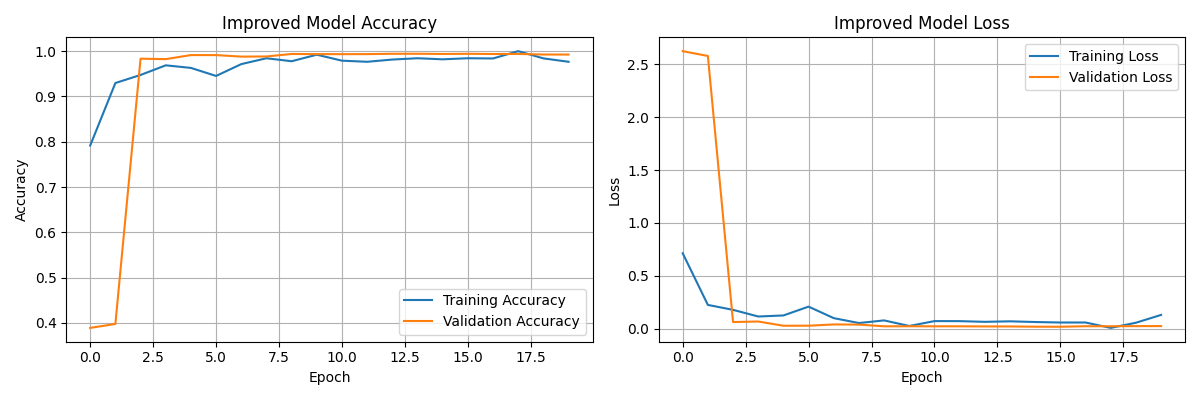 Improved Model Accuracy
1.0
0.9
0.8
0.7
0.6
0.5
0.4
Accuracy
Training Accuracy
Validation Accuracy
0.0 2.5 5.0 7.5 10.0 12.5 15.0 17.5
Epoch
Improved Model Loss
Training Loss
Validation Loss
2.5
2.0
1.5
1.0
0.5
0.0
Loss
0.0 2.5 5.0 7.5 10.0 12.5 15.0 17.5
Epoch